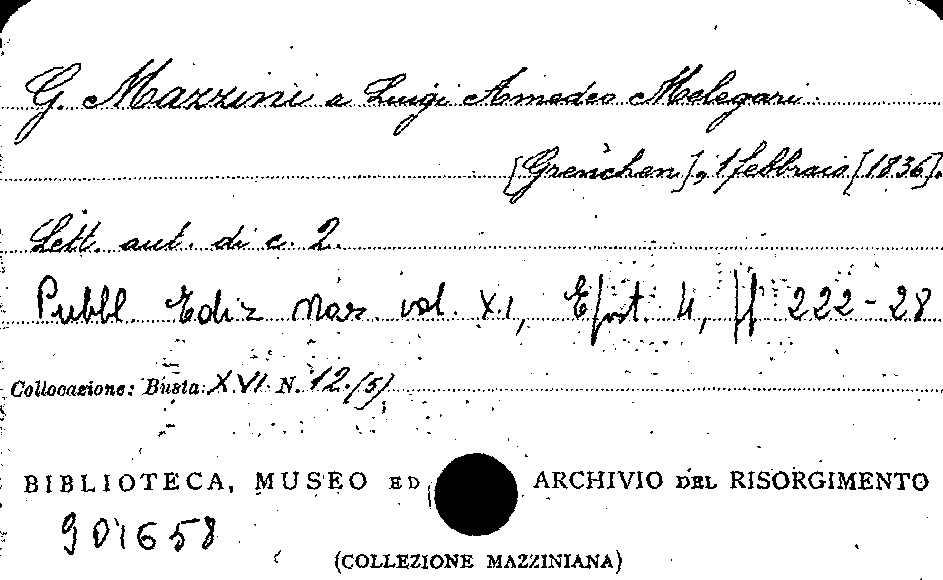 G. Mazzini a Luigi Amedeo Melegari.
[Grenchen], 1 febbraio [1836].
Lett. aut. di c. 2.
Pubbl. Ediz Naz. vol. XI, Epist. 4, pp 222-28
Collocazione: Busta XVI N. 12.(5)
BIBLIOTECA, MUSEO ED ARCHIVIO DEL RISORGIMENTO
901658
(COLLEZIONE MAZZINIANA)